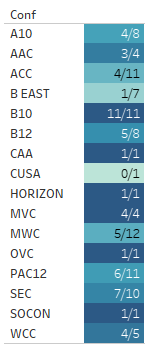 Conf
A10 4/8
AAC 3/4
ACC 4/11
B EAST 1/7
B10 11/11
B12 5/8
CAA 1/1
CUSA 0/1
HORIZON 1/1
MVC 4/4
MWC 5/12
OVC 1/1
PAC12 6/11
SEC 7/10
SOCON 1/1
WCC 4/5